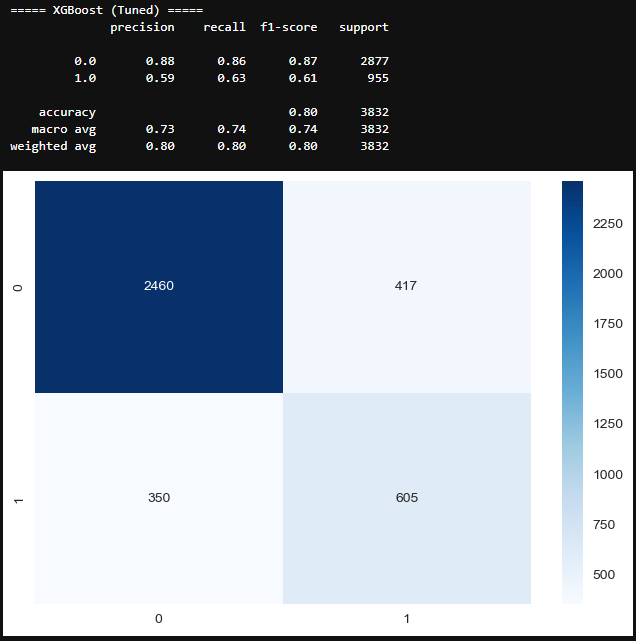 ===== XGBoost (Tuned) =====
precision recall f1-score support
0.0 0.88 0.86 0.87 2877
1.0 0.59 0.63 0.61 955
accuracy 0.80 3832
macro avg 0.73 0.74 0.74 3832
weighted avg 0.80 0.80 0.80 3832
2250
2000
1750
1500
1250
1000
750
500
0 2460 417
1 350 605
0 1